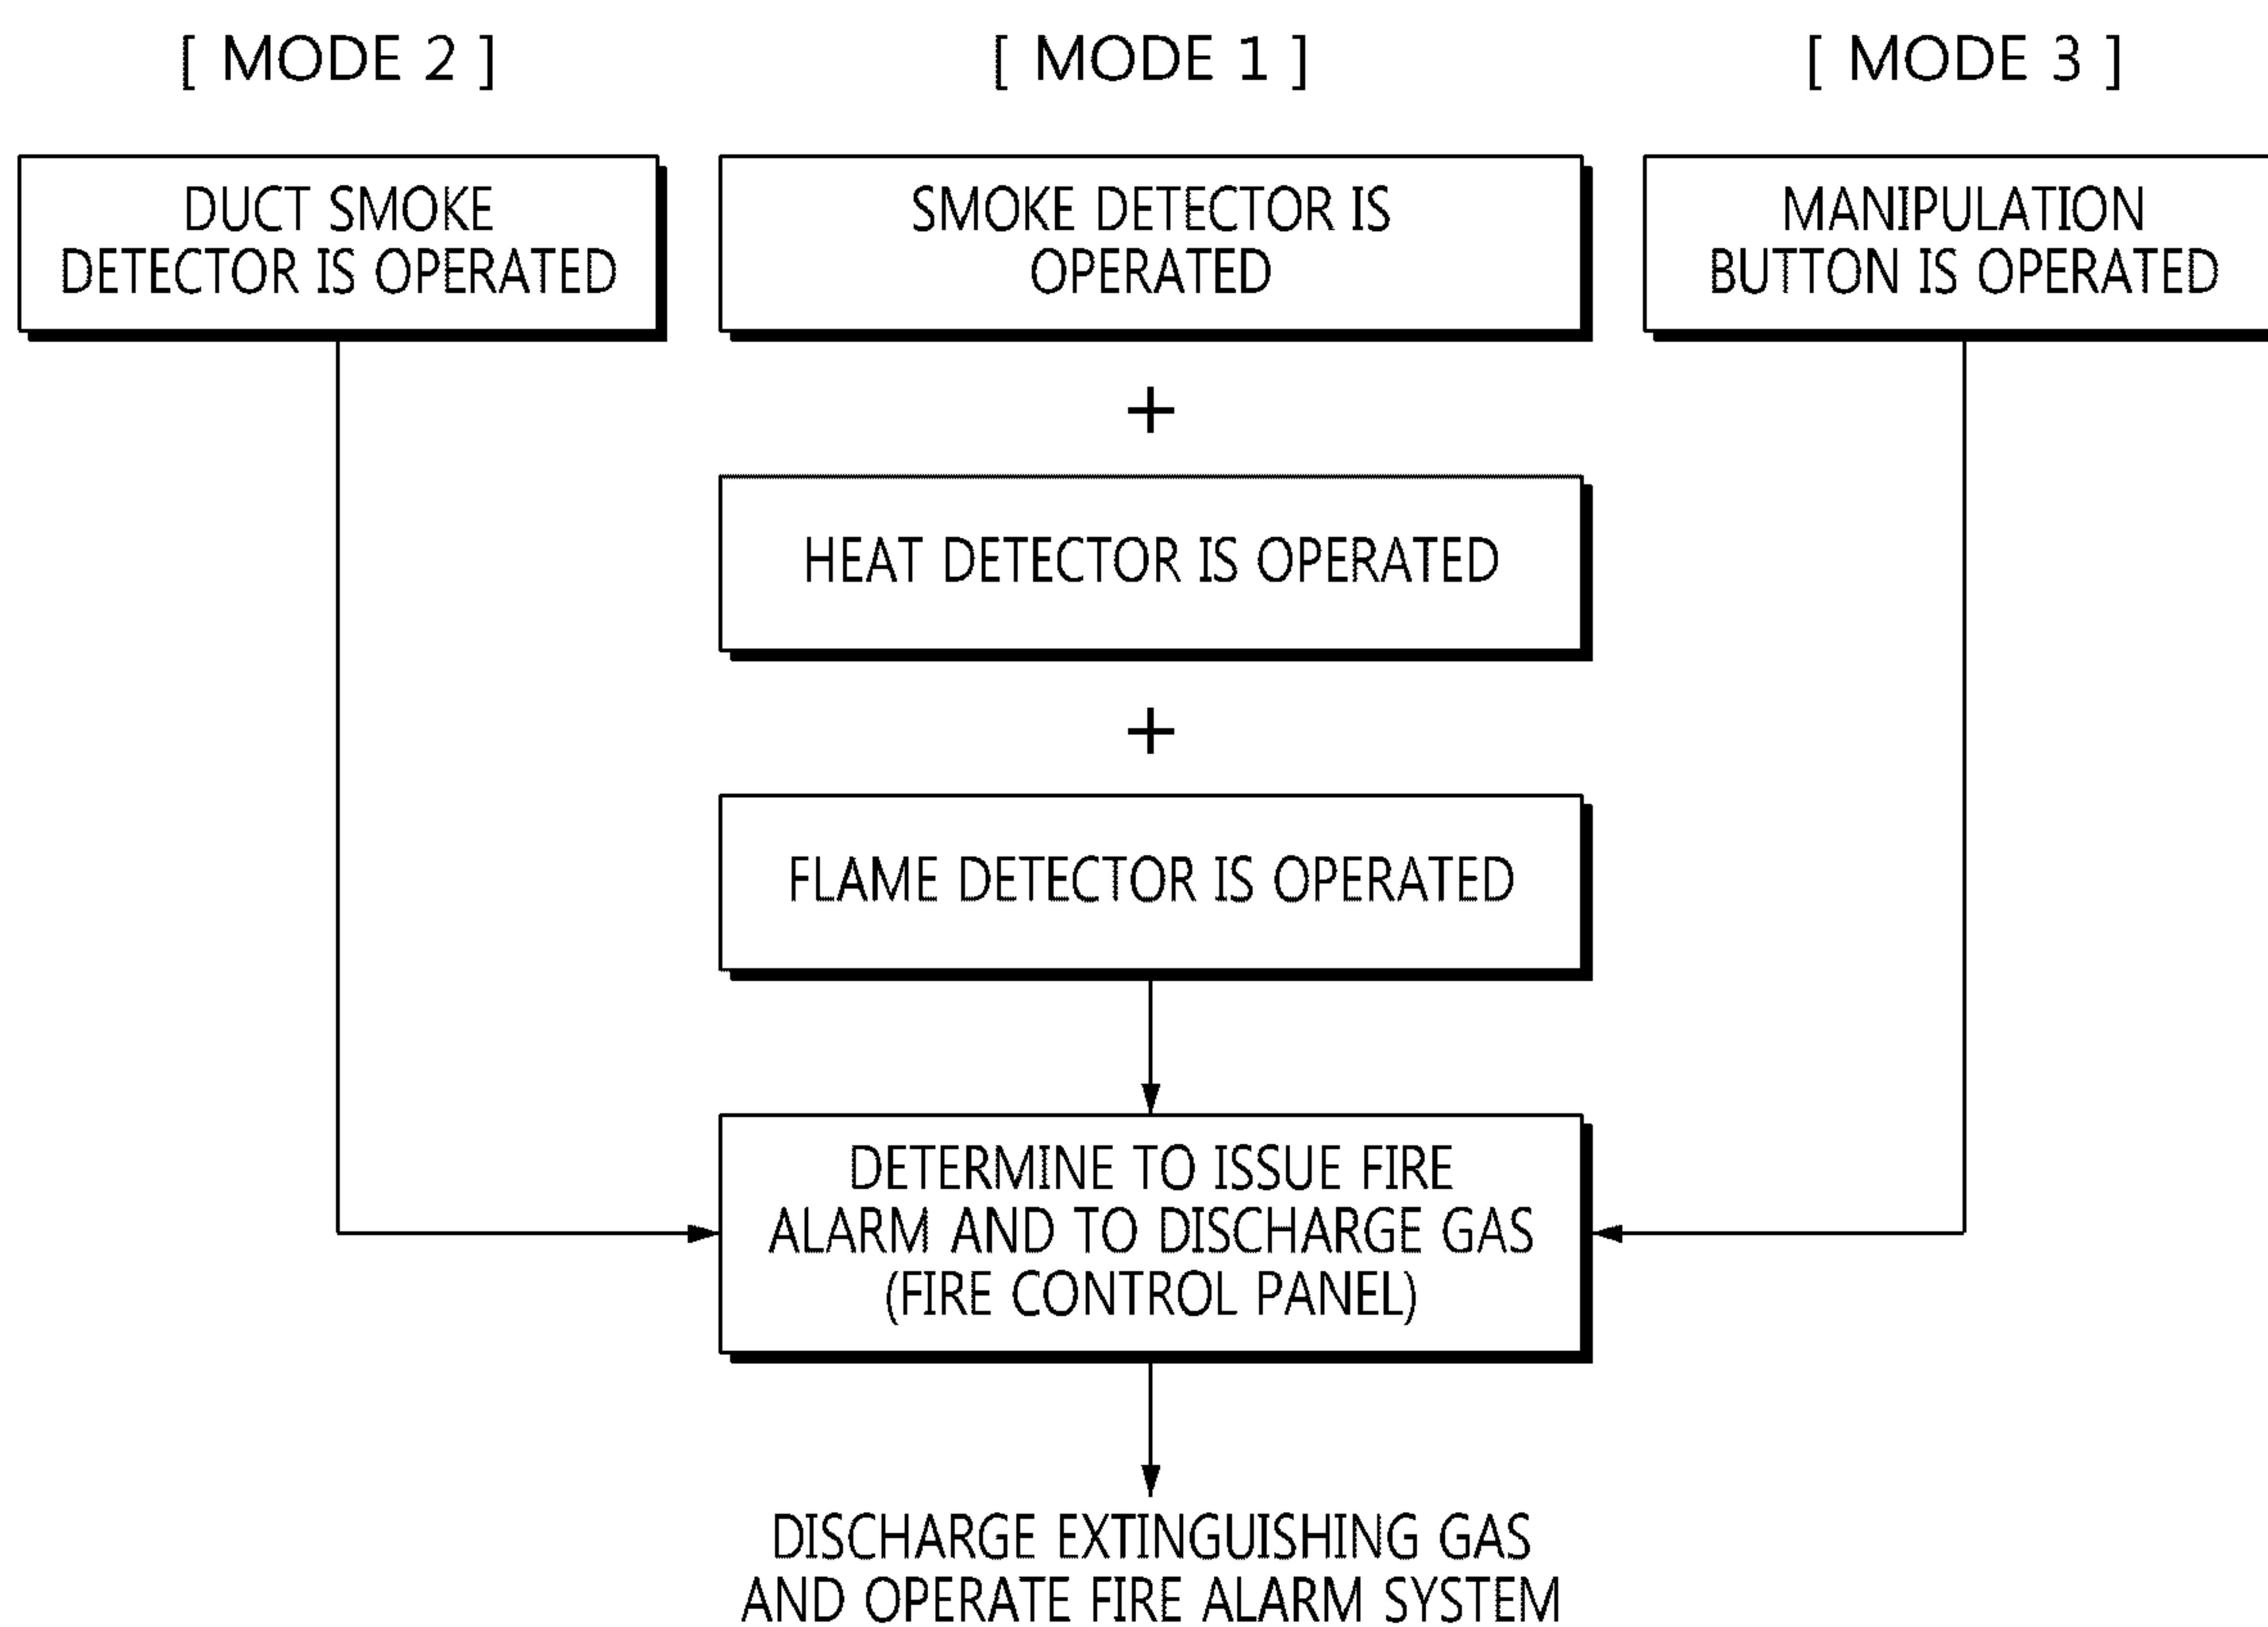 [ MODE 2 ]
[ MODE 1 ]
[ MODE 3 ]
DUCT SMOKE
DETECTOR IS OPERATED
SMOKE DETECTOR IS
OPERATED
MANIPULATION
BUTTON IS OPERATED
+
HEAT DETECTOR IS OPERATED
+
FLAME DETECTOR IS OPERATED
DETERMINE TO ISSUE FIRE
ALARM AND TO DISCHARGE GAS
(FIRE CONTROL PANEL)
DISCHARGE EXTINGUISHING GAS
AND OPERATE FIRE ALARM SYSTEM